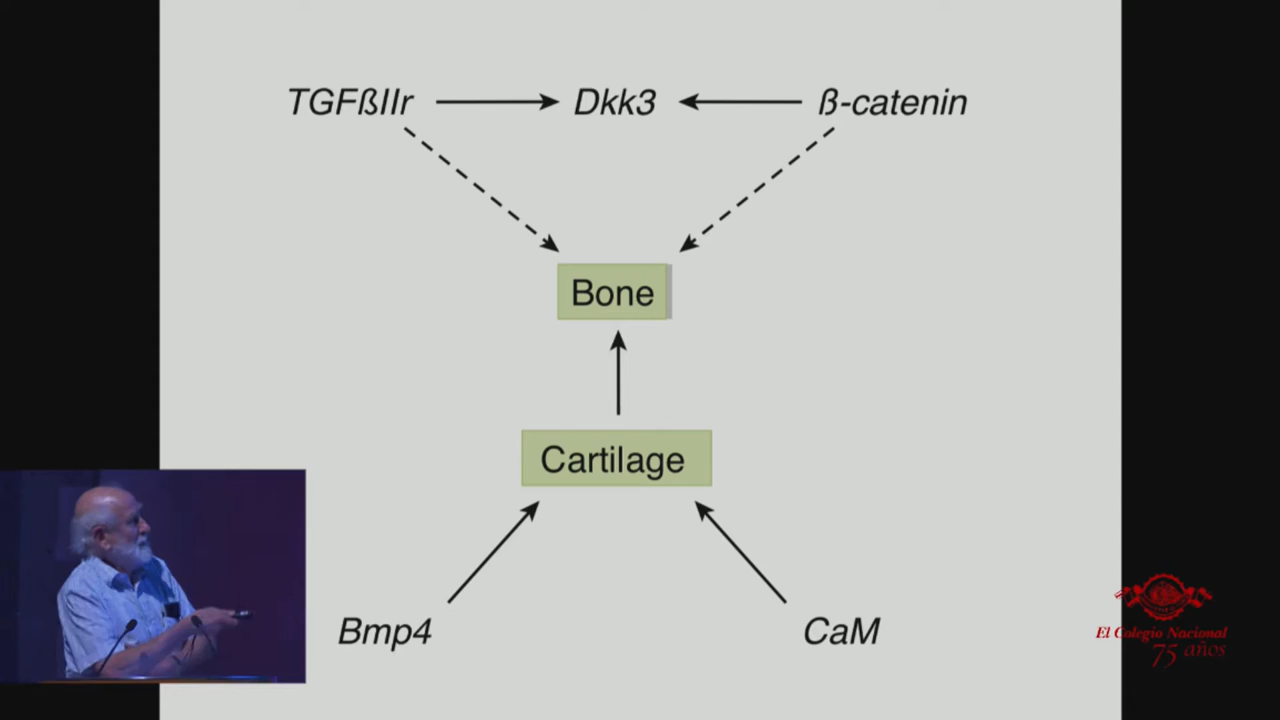 TGFßIIr Dkk3 ß-catenin
Bone
Cartilage
Bmp4 CaM
El Colegio Nacional
75 años